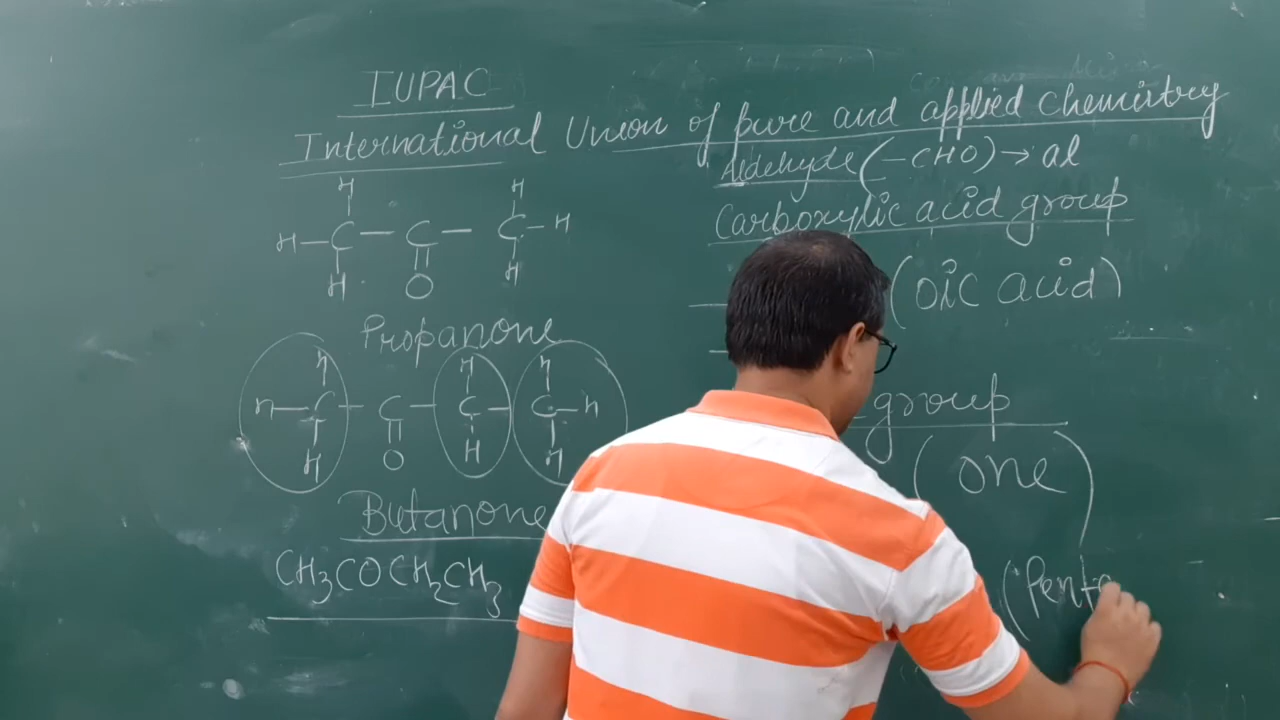 IUPAC
International Union of pure and applied chemistry
Aldehyde (-CHO) → al
Carboxylic acid group
(oic acid)
H
H
H – C – C – C – H
H
O
H
Propanone
group
(one)
H
H
H
H – C – C – C – C – H
H
O
H
H
Butanone
CH3COCH2CH3
(Penta